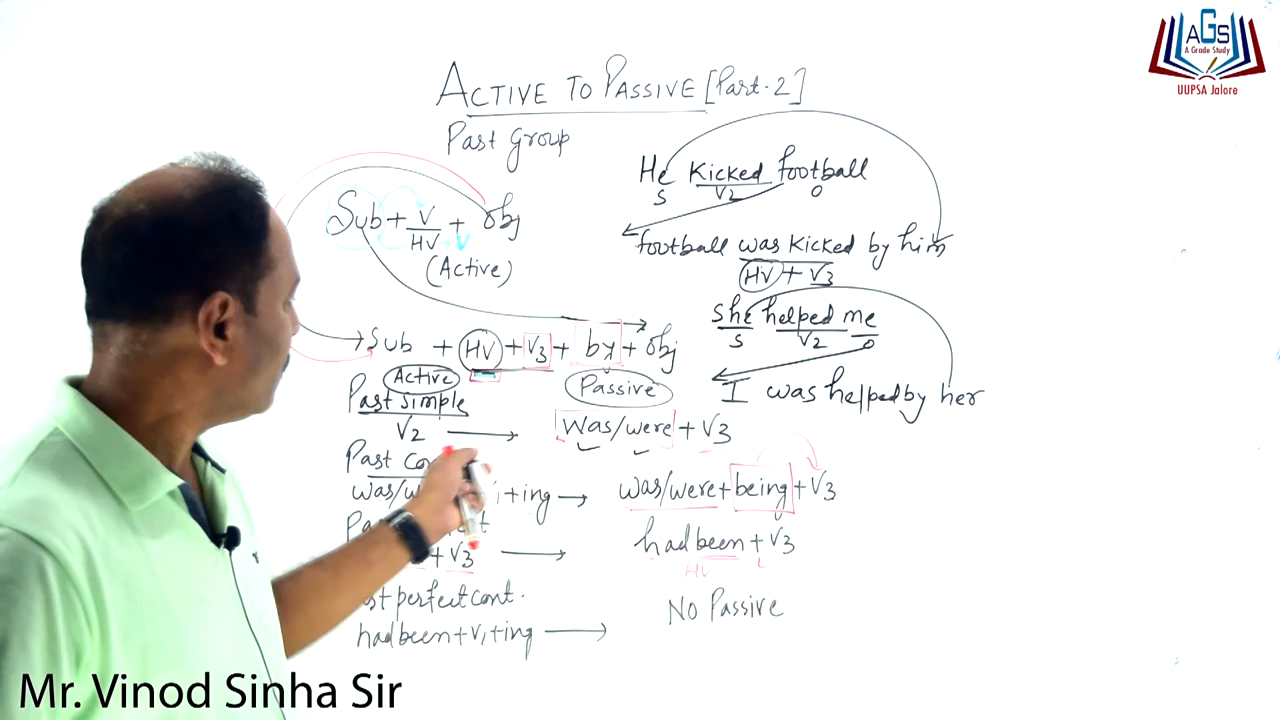 AGS
A Grade Study
UUPSA Jalore
ACTIVE TO PASSIVE [Part-2]
Past Group
Sub + V/HV + V + Obj
(Active)
Sub + HV + V3 + by + Obj
Active
Passive
Past Simple
V2 → Was/were + V3
Past
was/ +ing → was/were + being + V3
+ V3 → had been + V3
HV
perfect cont.
had been + V1 + ing → No Passive
He Kicked football
S V2 O
football was kicked by him
HV + V3
She helped me
S V2 O
I was helped by her
Mr. Vinod Sinha Sir